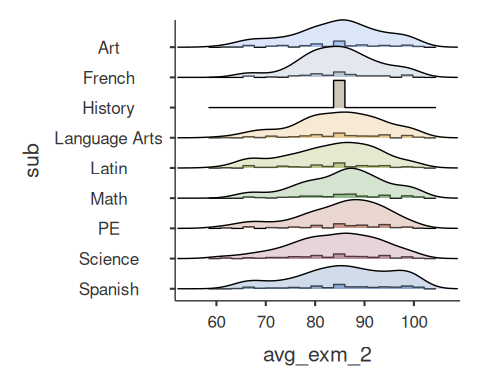 sub
Art
French
History
Language Arts
Latin
Math
PE
Science
Spanish
60 70 80 90 100
avg_exm_2